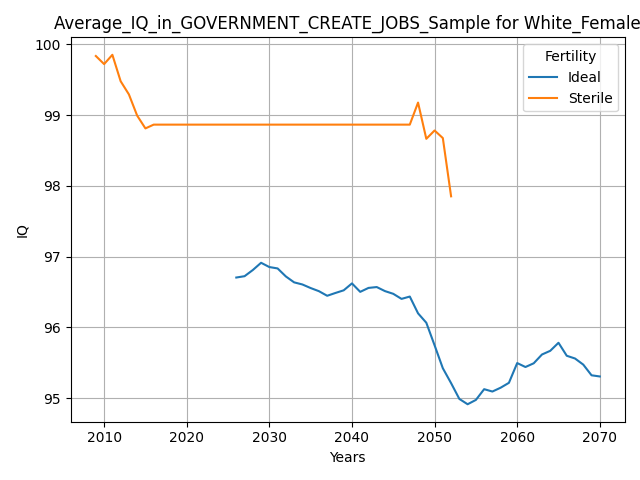 Average_IQ_in_GOVERNMENT_CREATE_JOBS_Sample for White_Female
100
99
98
97
96
95
IQ
Fertility
Ideal
Sterile
2010 2020 2030 2040 2050 2060 2070
Years